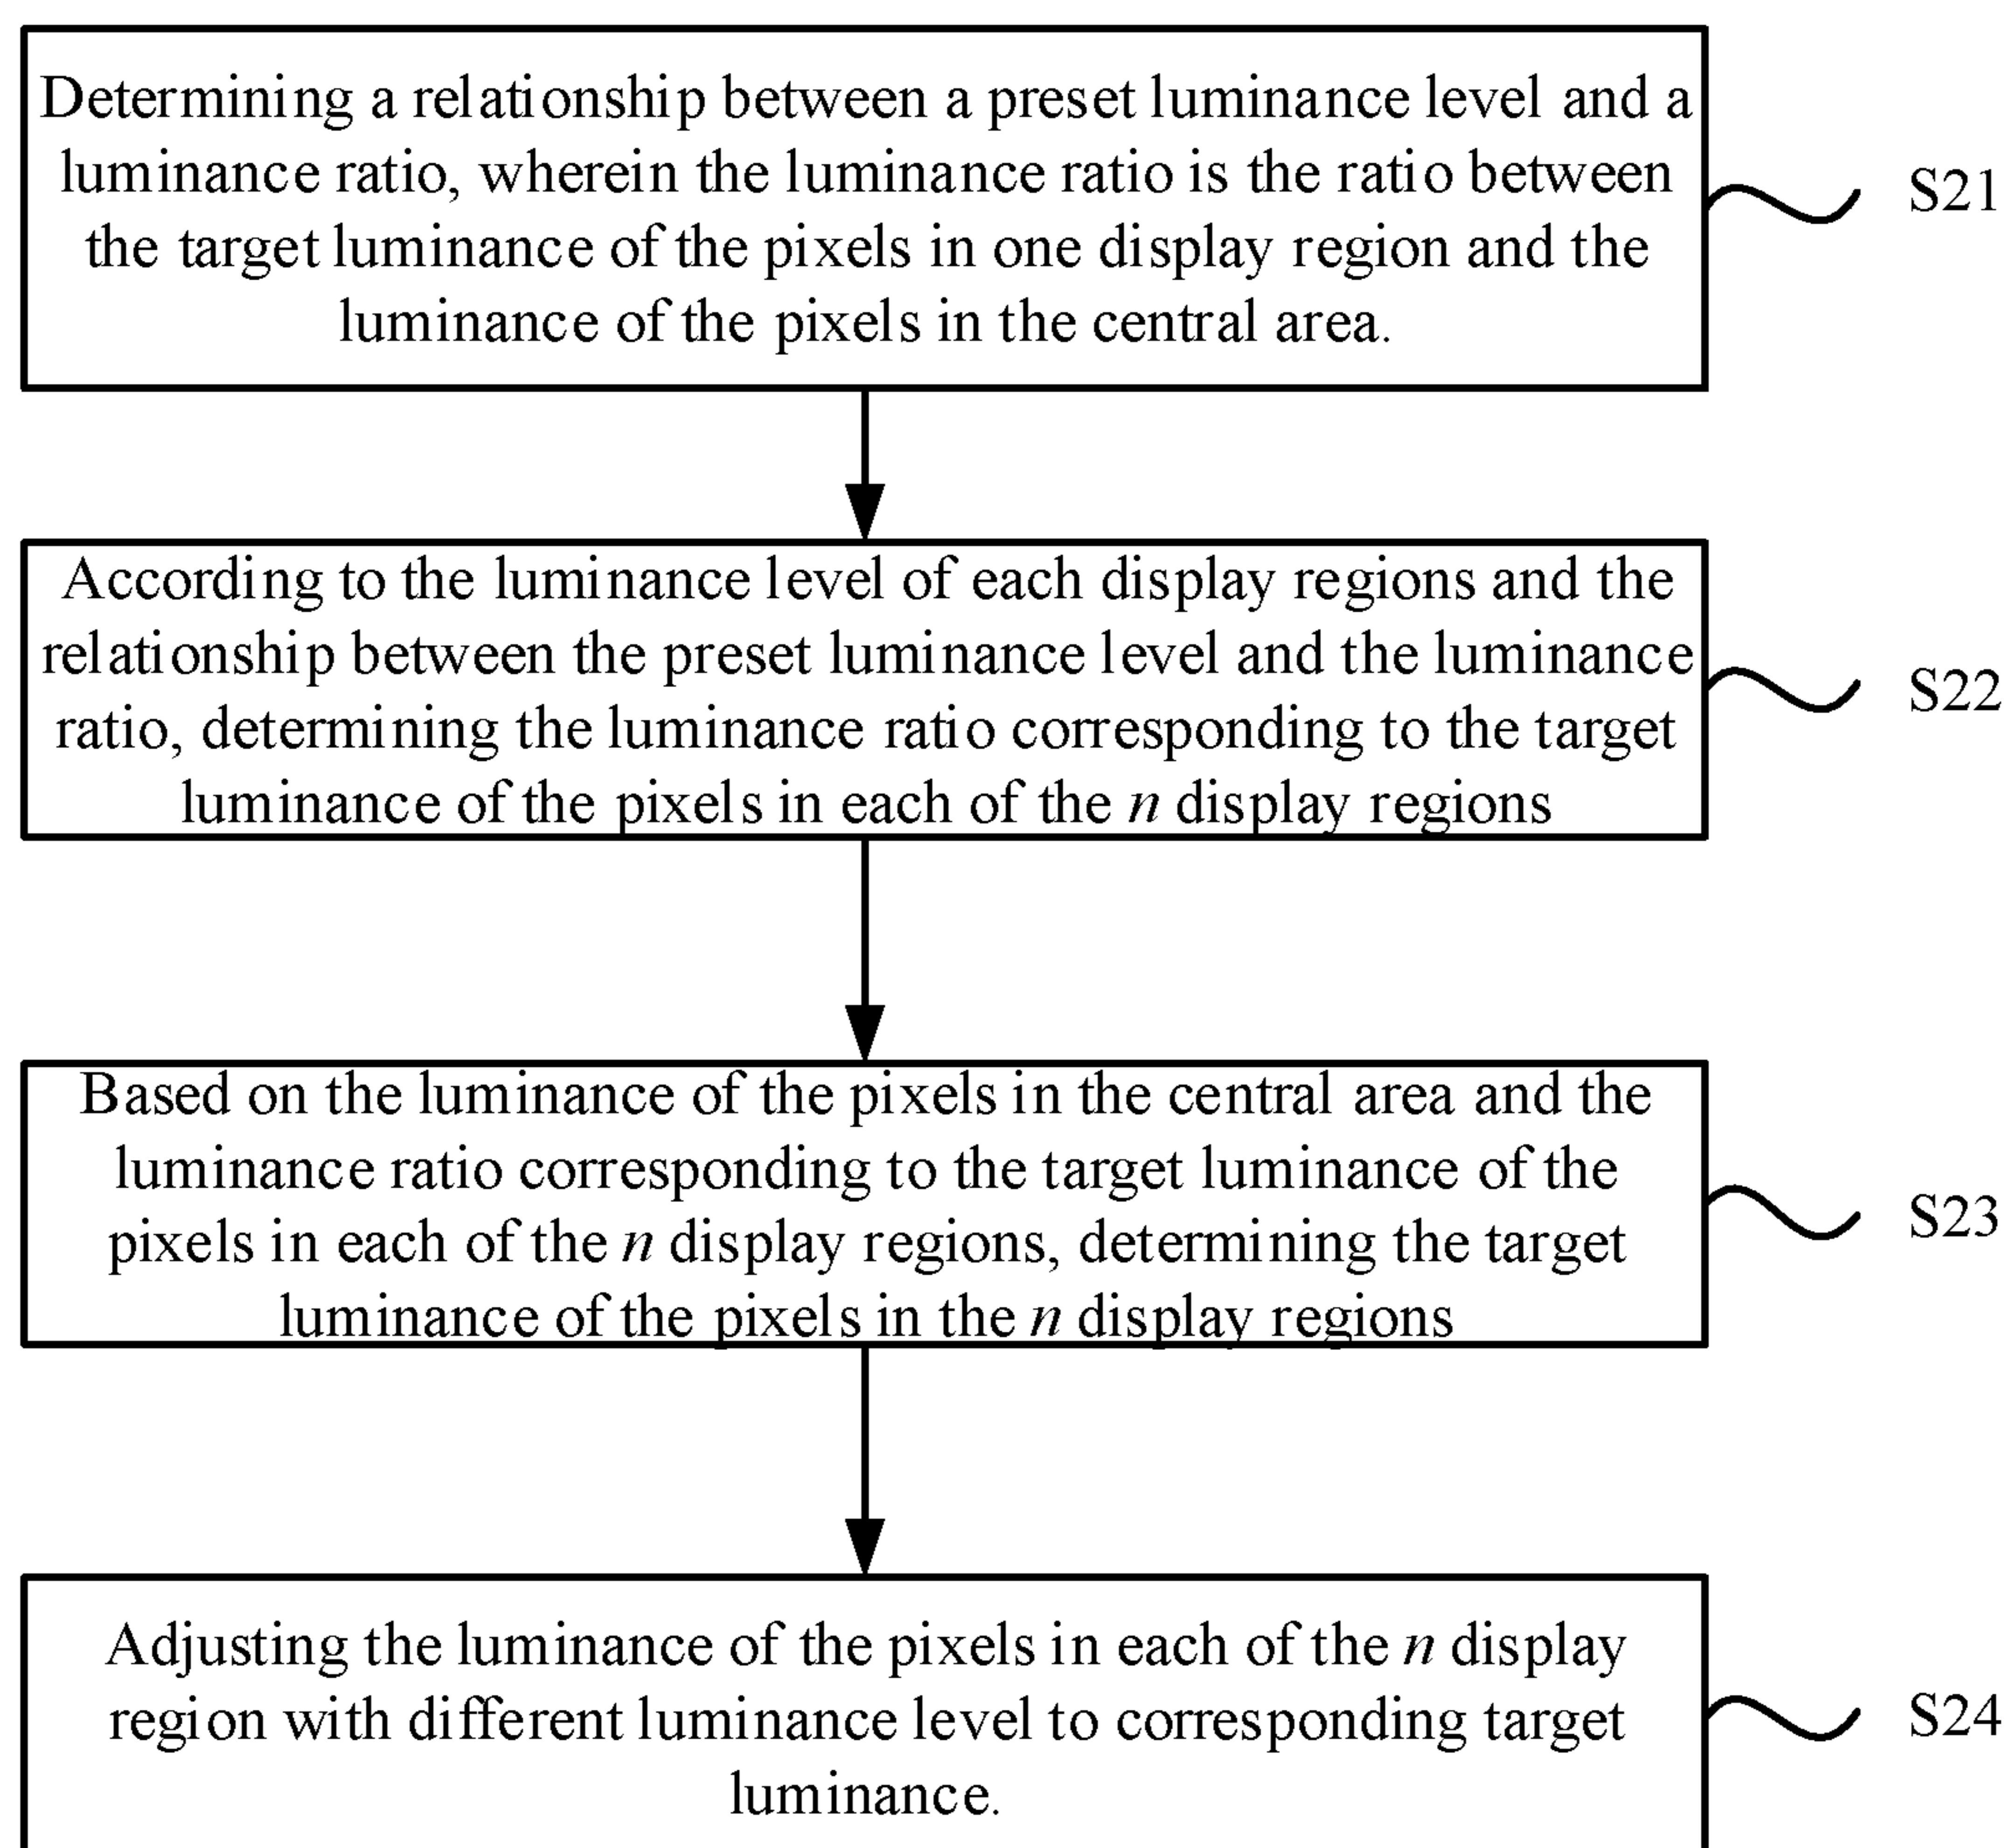 Determining a relationship between a preset luminance level and a
luminance ratio, wherein the luminance ratio is the ratio between
the target luminance of the pixels in one display region and the
luminance of the pixels in the central area.
S21
According to the luminance level of each display regions and the
relationship between the preset luminance level and the luminance
ratio, determining the luminance ratio corresponding to the target
luminance of the pixels in each of the n display regions
S22
Based on the luminance of the pixels in the central area and the
luminance ratio corresponding to the target luminance of the
pixels in each of the n display regions, determining the target
luminance of the pixels in the n display regions
S23
Adjusting the luminance of the pixels in each of the n display
region with different luminance level to corresponding target
luminance.
S24